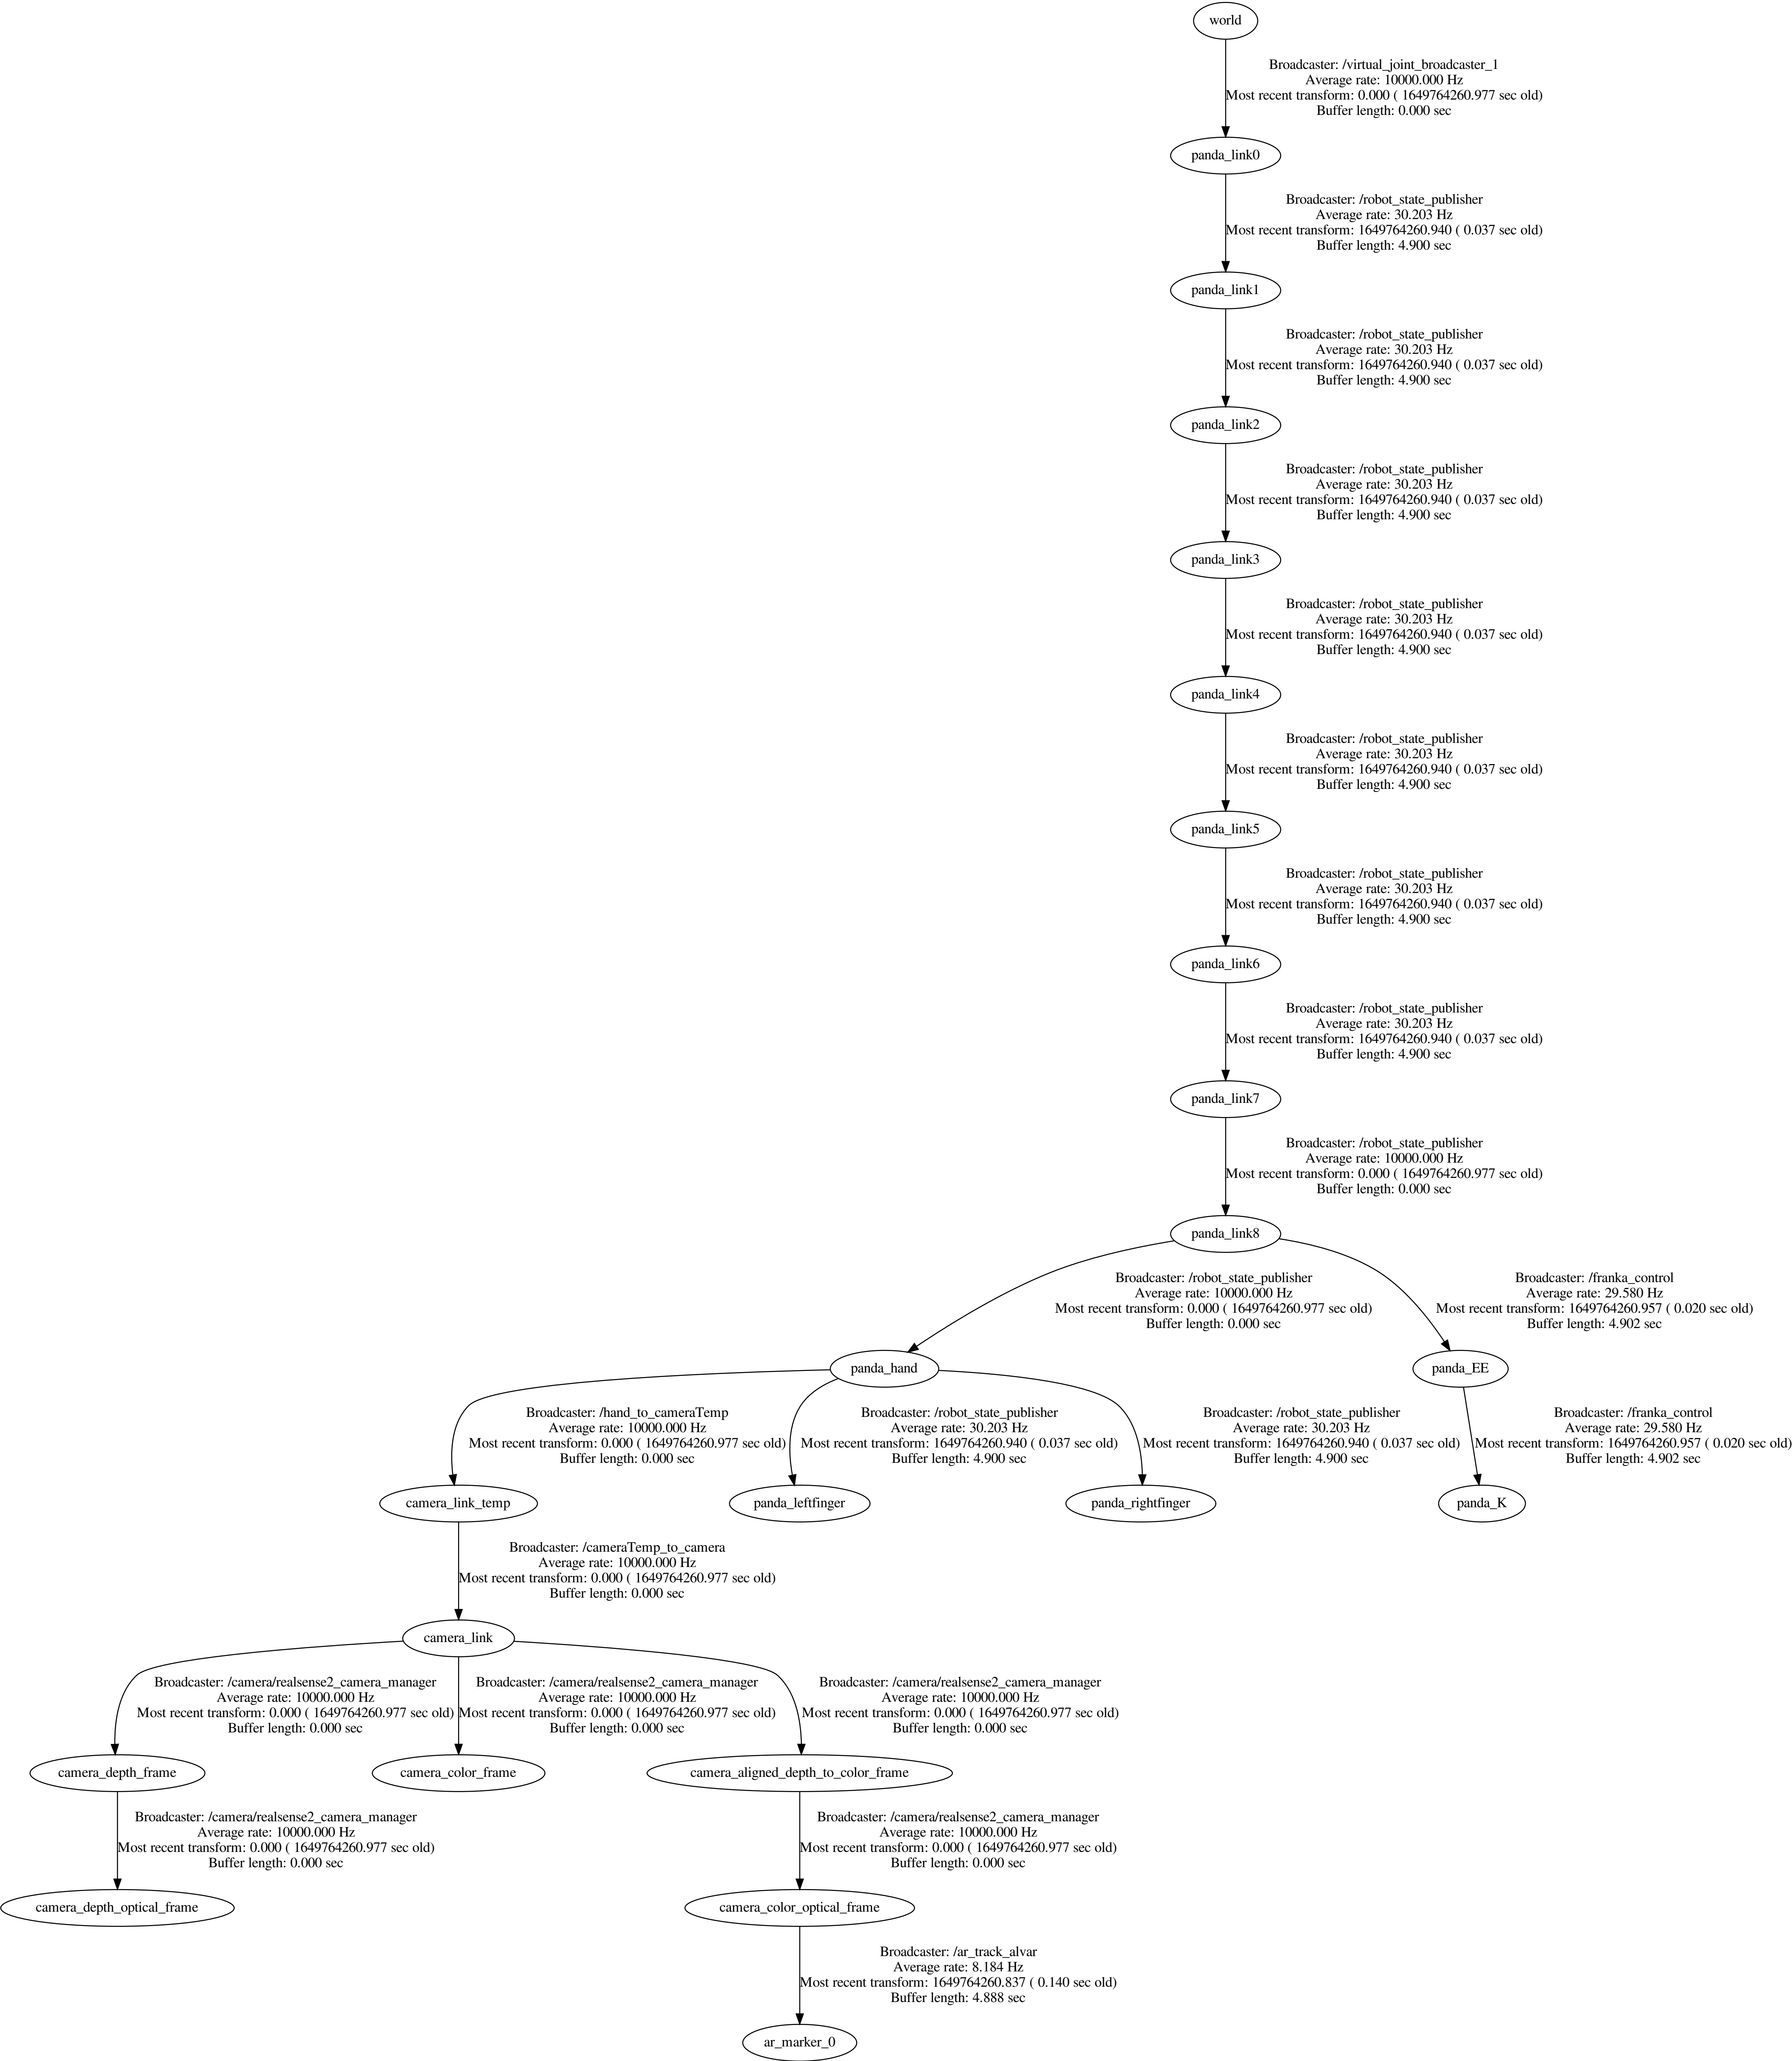 world
Broadcaster: /virtual_joint_broadcaster_1
Average rate: 10000.000 Hz
Most recent transform: 0.000 ( 1649764260.977 sec old)
Buffer length: 0.000 sec
panda_link0
Broadcaster: /robot_state_publisher
Average rate: 30.203 Hz
Most recent transform: 1649764260.940 ( 0.037 sec old)
Buffer length: 4.900 sec
panda_link1
Broadcaster: /robot_state_publisher
Average rate: 30.203 Hz
Most recent transform: 1649764260.940 ( 0.037 sec old)
Buffer length: 4.900 sec
panda_link2
Broadcaster: /robot_state_publisher
Average rate: 30.203 Hz
Most recent transform: 1649764260.940 ( 0.037 sec old)
Buffer length: 4.900 sec
panda_link3
Broadcaster: /robot_state_publisher
Average rate: 30.203 Hz
Most recent transform: 1649764260.940 ( 0.037 sec old)
Buffer length: 4.900 sec
panda_link4
Broadcaster: /robot_state_publisher
Average rate: 30.203 Hz
Most recent transform: 1649764260.940 ( 0.037 sec old)
Buffer length: 4.900 sec
panda_link5
Broadcaster: /robot_state_publisher
Average rate: 30.203 Hz
Most recent transform: 1649764260.940 ( 0.037 sec old)
Buffer length: 4.900 sec
panda_link6
Broadcaster: /robot_state_publisher
Average rate: 30.203 Hz
Most recent transform: 1649764260.940 ( 0.037 sec old)
Buffer length: 4.900 sec
panda_link7
Broadcaster: /robot_state_publisher
Average rate: 10000.000 Hz
Most recent transform: 0.000 ( 1649764260.977 sec old)
Buffer length: 0.000 sec
panda_link8
Broadcaster: /robot_state_publisher
Average rate: 10000.000 Hz
Most recent transform: 0.000 ( 1649764260.977 sec old)
Buffer length: 0.000 sec
Broadcaster: /franka_control
Average rate: 29.580 Hz
Most recent transform: 1649764260.957 ( 0.020 sec old)
Buffer length: 4.902 sec
panda_hand
panda_EE
Broadcaster: /hand_to_cameraTemp
Average rate: 10000.000 Hz
Most recent transform: 0.000 ( 1649764260.977 sec old)
Buffer length: 0.000 sec
Broadcaster: /robot_state_publisher
Average rate: 30.203 Hz
Most recent transform: 1649764260.940 ( 0.037 sec old)
Buffer length: 4.900 sec
Broadcaster: /robot_state_publisher
Average rate: 30.203 Hz
Most recent transform: 1649764260.940 ( 0.037 sec old)
Buffer length: 4.900 sec
Broadcaster: /franka_control
Average rate: 29.580 Hz
Most recent transform: 1649764260.957 ( 0.020 sec old)
Buffer length: 4.902 sec
camera_link_temp
panda_leftfinger
panda_rightfinger
panda_K
Broadcaster: /cameraTemp_to_camera
Average rate: 10000.000 Hz
Most recent transform: 0.000 ( 1649764260.977 sec old)
Buffer length: 0.000 sec
camera_link
Broadcaster: /camera/realsense2_camera_manager
Average rate: 10000.000 Hz
Most recent transform: 0.000 ( 1649764260.977 sec old)
Buffer length: 0.000 sec
Broadcaster: /camera/realsense2_camera_manager
Average rate: 10000.000 Hz
Most recent transform: 0.000 ( 1649764260.977 sec old)
Buffer length: 0.000 sec
Broadcaster: /camera/realsense2_camera_manager
Average rate: 10000.000 Hz
Most recent transform: 0.000 ( 1649764260.977 sec old)
Buffer length: 0.000 sec
camera_depth_frame
camera_color_frame
camera_aligned_depth_to_color_frame
Broadcaster: /camera/realsense2_camera_manager
Average rate: 10000.000 Hz
Most recent transform: 0.000 ( 1649764260.977 sec old)
Buffer length: 0.000 sec
Broadcaster: /camera/realsense2_camera_manager
Average rate: 10000.000 Hz
Most recent transform: 0.000 ( 1649764260.977 sec old)
Buffer length: 0.000 sec
camera_depth_optical_frame
camera_color_optical_frame
Broadcaster: /ar_track_alvar
Average rate: 8.184 Hz
Most recent transform: 1649764260.837 ( 0.140 sec old)
Buffer length: 4.888 sec
ar_marker_0